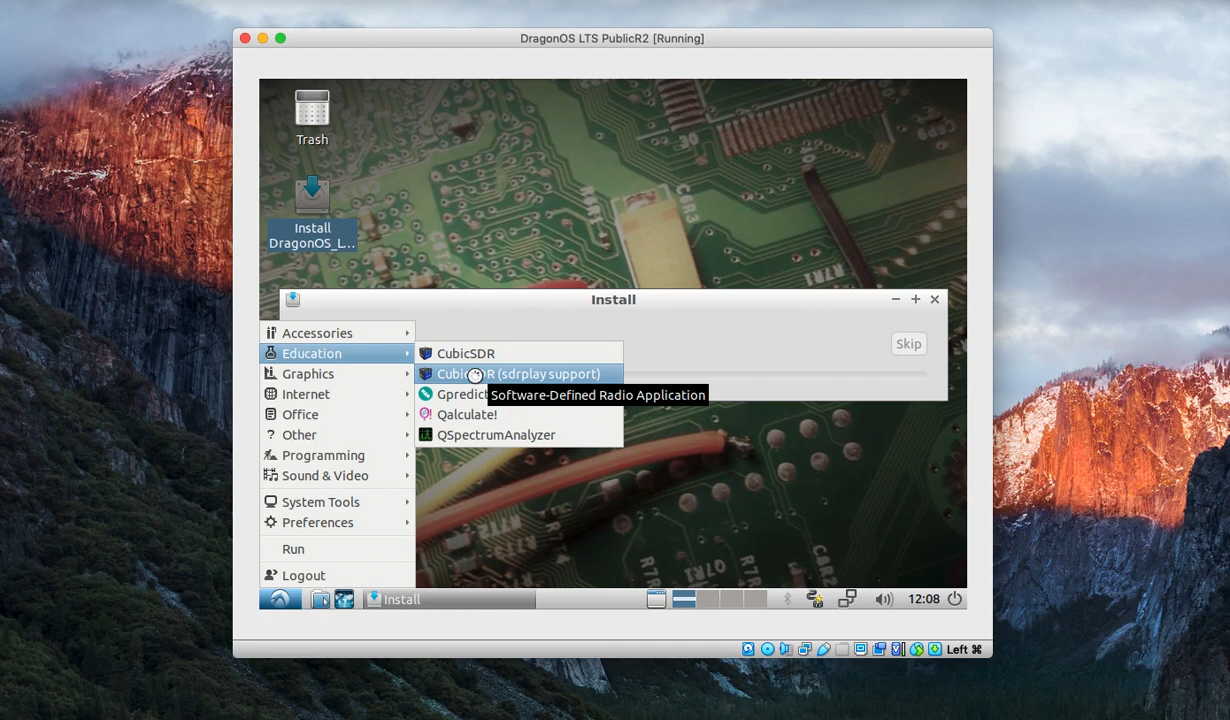 DragonOS LTS PublicR2 [Running]
Trash
Install
DragonOS_L...
Install
Skip
Accessories
Education
Graphics
Internet
Office
? Other
Programming
Sound & Video
System Tools
Preferences
Run
Logout
CubicSDR
Cubic R (sdrplay support)
Gpredict
Software-Defined Radio Application
Qalculate!
QSpectrumAnalyzer
Install
12:08
Left ⌘